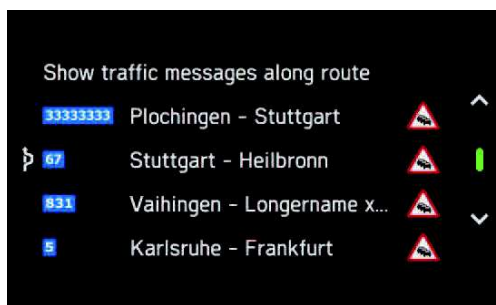 Show traffic messages along route
33333333 Plochingen - Stuttgart
67 Stuttgart - Heilbronn
831 Vaihingen - Longername x...
5 Karlsruhe - Frankfurt